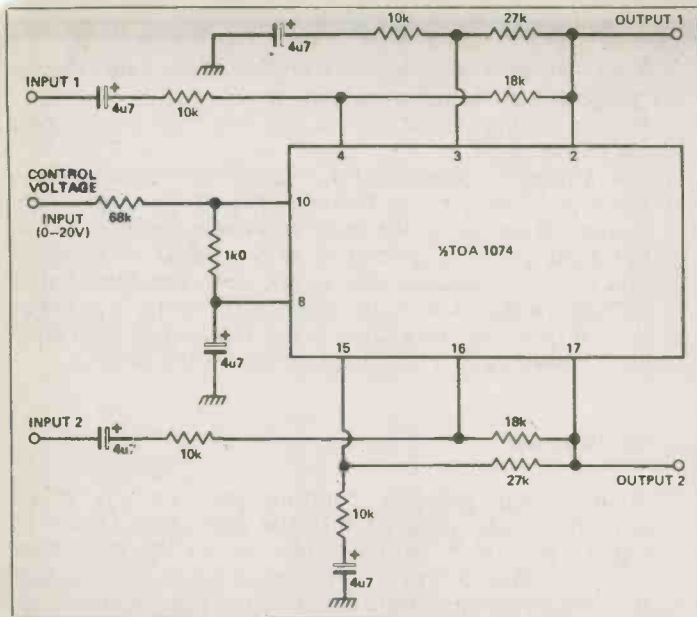 10k
27k
OUTPUT 1
+
4u7
INPUT 1
+
4u7
10k
18k
4
3
2
CONTROL
VOLTAGE
INPUT
(0–20V)
68k
10
1k0
½TOA 1074
8
+
4u7
15
16
17
INPUT 2
+
4u7
10k
18k
27k
OUTPUT 2
10k
+
4u7